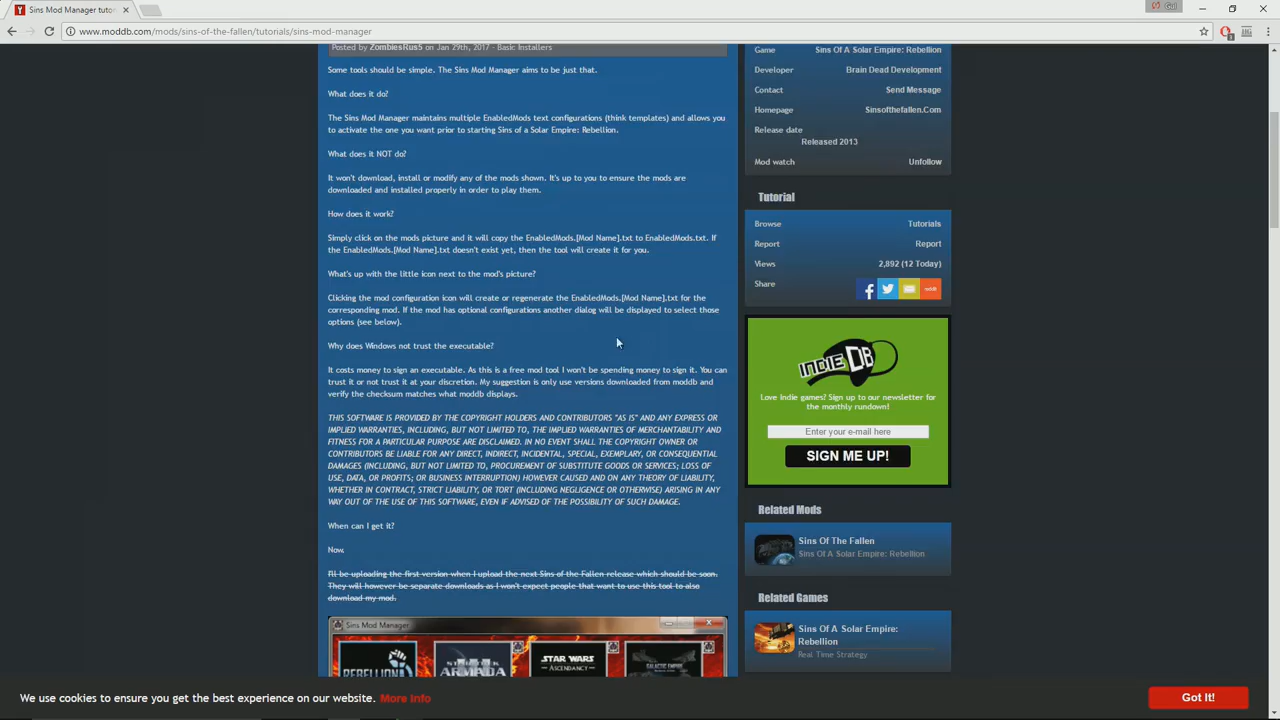 Sins Mod Manager tutor
Gui
www.moddb.com/mods/sins-of-the-fallen/tutorials/sins-mod-manager
Posted by ZombiesRus5 on Jan 29th, 2017 - Basic Installers
Some tools should be simple. The Sins Mod Manager aims to be just that.
What does it do?
The Sins Mod Manager maintains multiple EnabledMods text configurations (think templates) and allows you
to activate the one you want prior to starting Sins of a Solar Empire: Rebellion.
What does it NOT do?
It won't download, install or modify any of the mods shown. It's up to you to ensure the mods are
downloaded and installed properly in order to play them.
How does it work?
Simply click on the mods picture and it will copy the EnabledMods.[Mod Name].txt to EnabledMods.txt. If
the EnabledMods.[Mod Name].txt doesn't exist yet, then the tool will create it for you.
What's up with the little icon next to the mod's picture?
Clicking the mod configuration icon will create or regenerate the EnabledMods.[Mod Name].txt for the
corresponding mod. If the mod has optional configurations another dialog will be displayed to select those
options (see below).
Why does Windows not trust the executable?
It costs money to sign an executable. As this is a free mod tool I won't be spending money to sign it. You can
trust it or not trust it at your discretion. My suggestion is only use versions downloaded from moddb and
verify the checksum matches what moddb displays.
THIS SOFTWARE IS PROVIDED BY THE COPYRIGHT HOLDERS AND CONTRIBUTORS "AS IS" AND ANY EXPRESS OR
IMPLIED WARRANTIES, INCLUDING, BUT NOT LIMITED TO, THE IMPLIED WARRANTIES OF MERCHANTABILITY AND
FITNESS FOR A PARTICULAR PURPOSE ARE DISCLAIMED. IN NO EVENT SHALL THE COPYRIGHT OWNER OR
CONTRIBUTORS BE LIABLE FOR ANY DIRECT, INDIRECT, INCIDENTAL, SPECIAL, EXEMPLARY, OR CONSEQUENTIAL
DAMAGES (INCLUDING, BUT NOT LIMITED TO, PROCUREMENT OF SUBSTITUTE GOODS OR SERVICES; LOSS OF
USE, DATA, OR PROFITS; OR BUSINESS INTERRUPTION) HOWEVER CAUSED AND ON ANY THEORY OF LIABILITY,
WHETHER IN CONTRACT, STRICT LIABILITY, OR TORT (INCLUDING NEGLIGENCE OR OTHERWISE) ARISING IN ANY
WAY OUT OF THE USE OF THIS SOFTWARE, EVEN IF ADVISED OF THE POSSIBILITY OF SUCH DAMAGE.
When can I get it?
Now.
I'll be uploading the first version when I upload the next Sins of the Fallen release which should be soon.
They will however be separate downloads as I won't expect people that want to use this tool to also
download my mod.
Sins Mod Manager
REBELLION
ARMADA
STAR WARS
ASCENDANCY
GALACTIC EMPIRE
Game Sins Of A Solar Empire: Rebellion
Developer Brain Dead Development
Contact Send Message
Homepage Sinsofthefallen.Com
Release date
Released 2013
Mod watch Unfollow
Tutorial
Browse Tutorials
Report Report
Views 2,892 (12 Today)
Share
reddit
INDIE DB
Love Indie games? Sign up to our newsletter for
the monthly rundown!
Enter your e-mail here
SIGN ME UP!
Related Mods
Sins Of The Fallen
Sins Of A Solar Empire: Rebellion
Related Games
Sins Of A Solar Empire:
Rebellion
Real Time Strategy
We use cookies to ensure you get the best experience on our website. More Info
Got It!